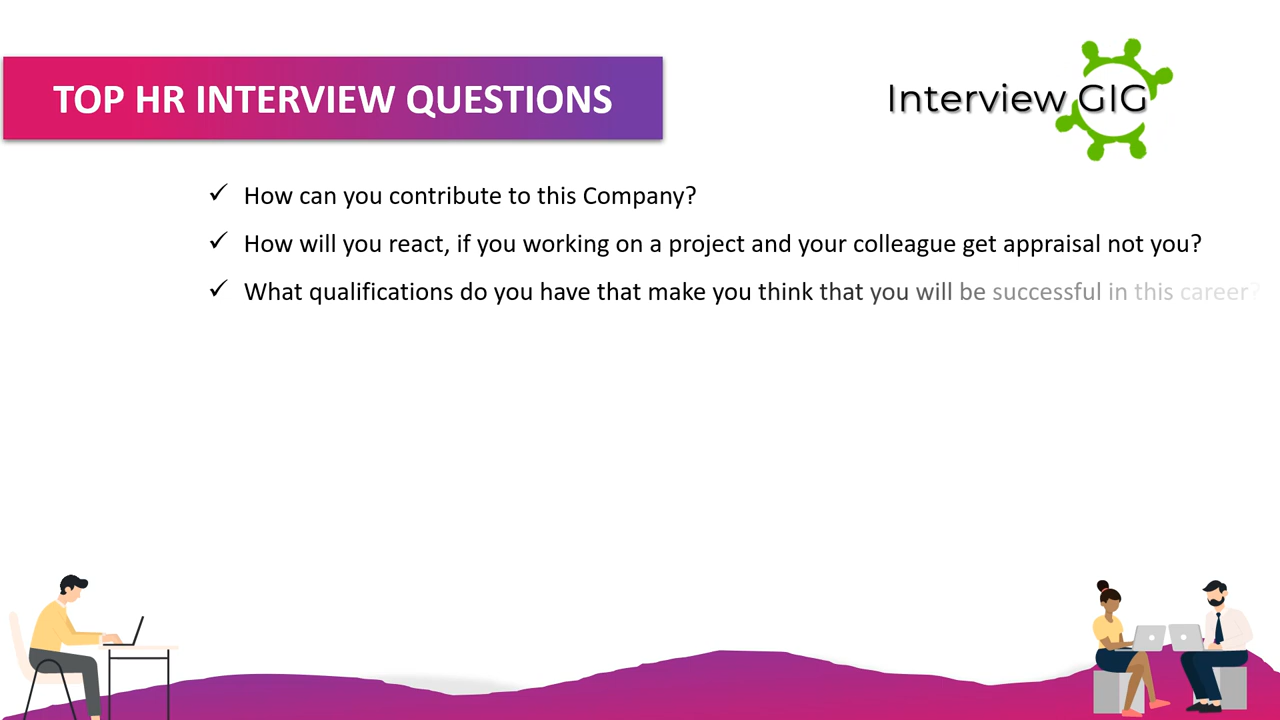 TOP HR INTERVIEW QUESTIONS
Interview GIG
How can you contribute to this Company?
How will you react, if you working on a project and your colleague get appraisal not you?
What qualifications do you have that make you think that you will be successful in this career?